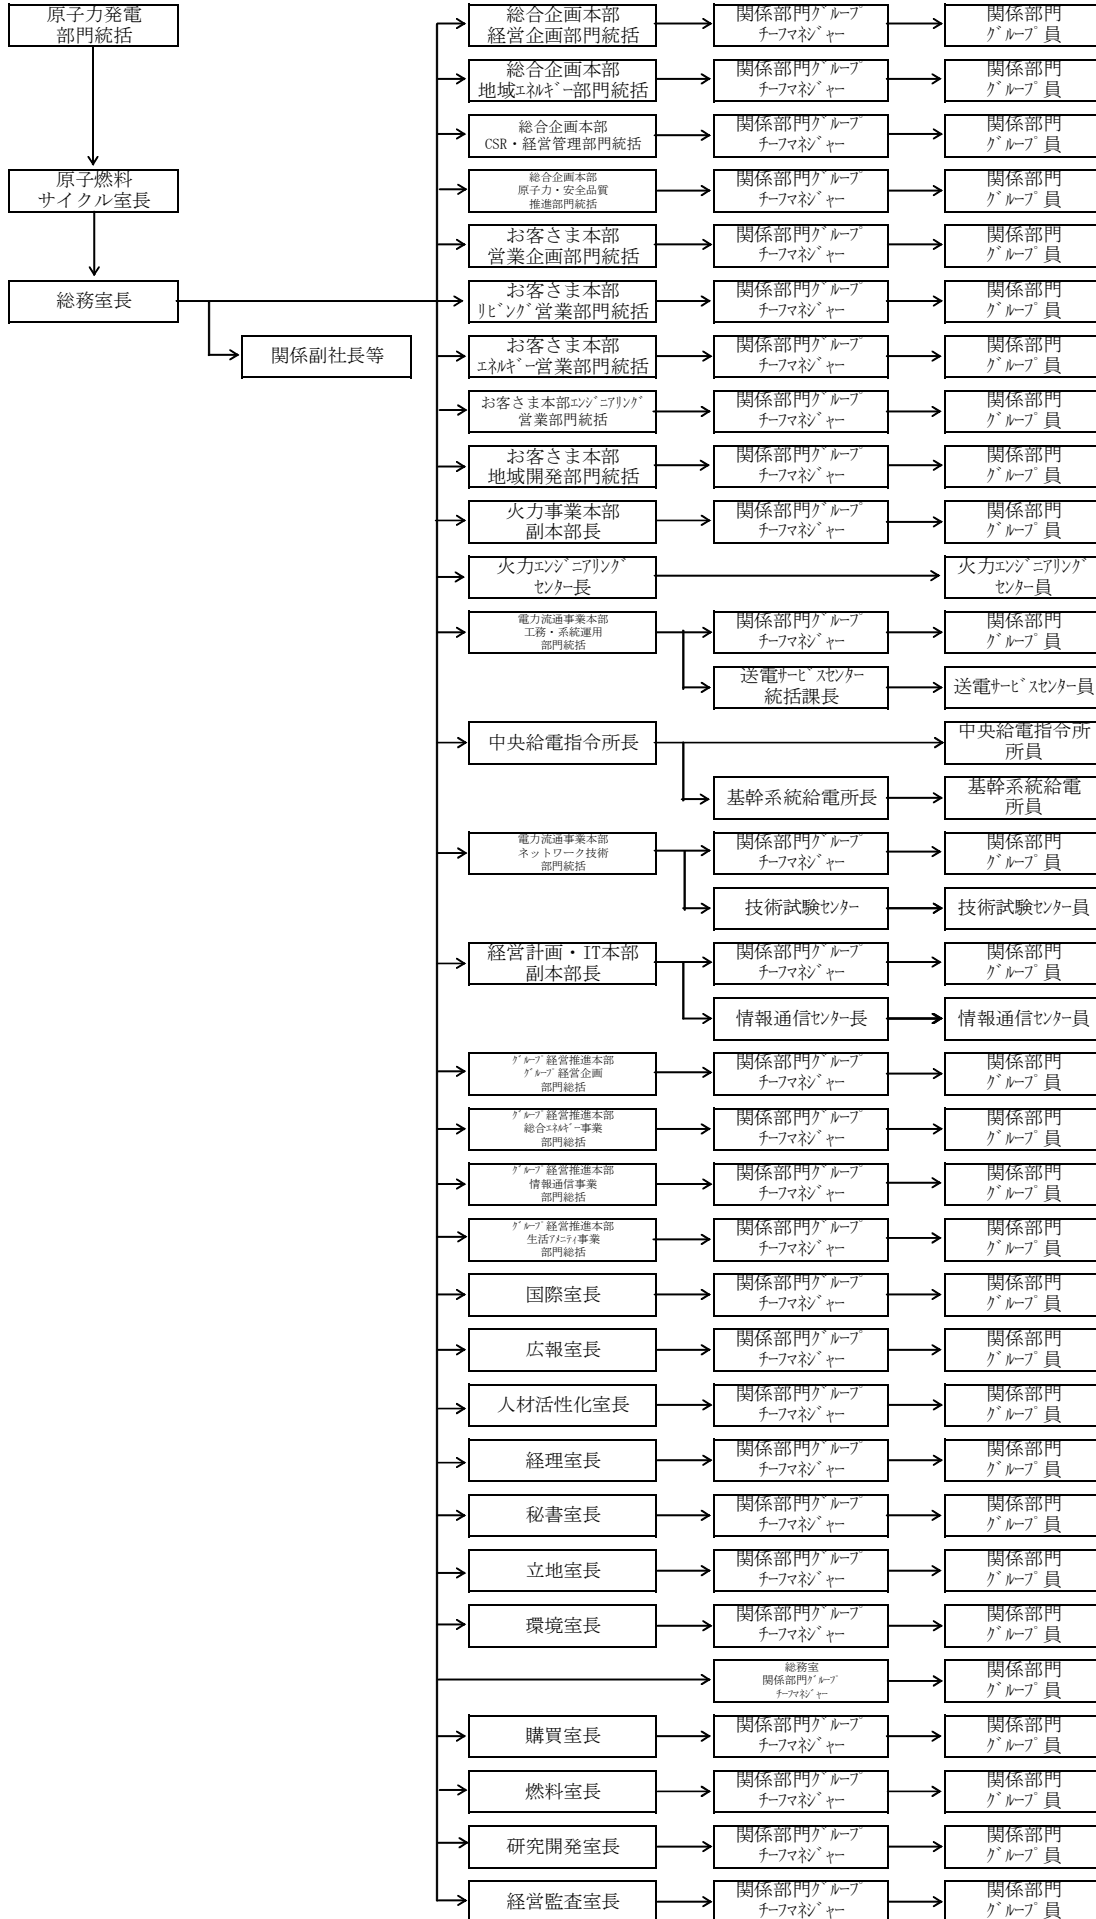 原子力発電
部門統括
原子燃料
サイクル室長
総務室長
関係副社長等
総合企画本部
経営企画部門統括
関係部門グループ
チーフマネジャー
関係部門
グループ員
総合企画本部
地域エネルギー部門統括
関係部門グループ
チーフマネジャー
関係部門
グループ員
総合企画本部
CSR・経営管理部門統括
関係部門グループ
チーフマネジャー
関係部門
グループ員
総合企画本部
原子力・安全品質
推進部門統括
関係部門グループ
チーフマネジャー
関係部門
グループ員
お客さま本部
営業企画部門統括
関係部門グループ
チーフマネジャー
関係部門
グループ員
お客さま本部
リビング営業部門統括
関係部門グループ
チーフマネジャー
関係部門
グループ員
お客さま本部
エネルギー営業部門統括
関係部門グループ
チーフマネジャー
関係部門
グループ員
お客さま本部エンジニアリング
営業部門統括
関係部門グループ
チーフマネジャー
関係部門
グループ員
お客さま本部
地域開発部門統括
関係部門グループ
チーフマネジャー
関係部門
グループ員
火力事業本部
副本部長
関係部門グループ
チーフマネジャー
関係部門
グループ員
火力エンジニアリング
センター長
火力エンジニアリング
センター員
電力流通事業本部
工務・系統運用
部門統括
関係部門グループ
チーフマネジャー
関係部門
グループ員
送電サービスセンター
統括課長
送電サービスセンター員
中央給電指令所長
中央給電指令所
所員
基幹系統給電所長
基幹系統給電
所員
電力流通事業本部
ネットワーク技術
部門統括
関係部門グループ
チーフマネジャー
関係部門
グループ員
技術試験センター
技術試験センター員
経営計画・IT本部
副本部長
関係部門グループ
チーフマネジャー
関係部門
グループ員
情報通信センター長
情報通信センター員
グループ経営推進本部
グループ経営企画
部門総括
関係部門グループ
チーフマネジャー
関係部門
グループ員
グループ経営推進本部
総合エネルギー事業
部門総括
関係部門グループ
チーフマネジャー
関係部門
グループ員
グループ経営推進本部
情報通信事業
部門総括
関係部門グループ
チーフマネジャー
関係部門
グループ員
グループ経営推進本部
生活アメニティ事業
部門総括
関係部門グループ
チーフマネジャー
関係部門
グループ員
国際室長
関係部門グループ
チーフマネジャー
関係部門
グループ員
広報室長
関係部門グループ
チーフマネジャー
関係部門
グループ員
人材活性化室長
関係部門グループ
チーフマネジャー
関係部門
グループ員
経理室長
関係部門グループ
チーフマネジャー
関係部門
グループ員
秘書室長
関係部門グループ
チーフマネジャー
関係部門
グループ員
立地室長
関係部門グループ
チーフマネジャー
関係部門
グループ員
環境室長
関係部門グループ
チーフマネジャー
関係部門
グループ員
総務室
関係部門グループ
チーフマネジャー
関係部門
グループ員
購買室長
関係部門グループ
チーフマネジャー
関係部門
グループ員
燃料室長
関係部門グループ
チーフマネジャー
関係部門
グループ員
研究開発室長
関係部門グループ
チーフマネジャー
関係部門
グループ員
経営監査室長
関係部門グループ
チーフマネジャー
関係部門
グループ員